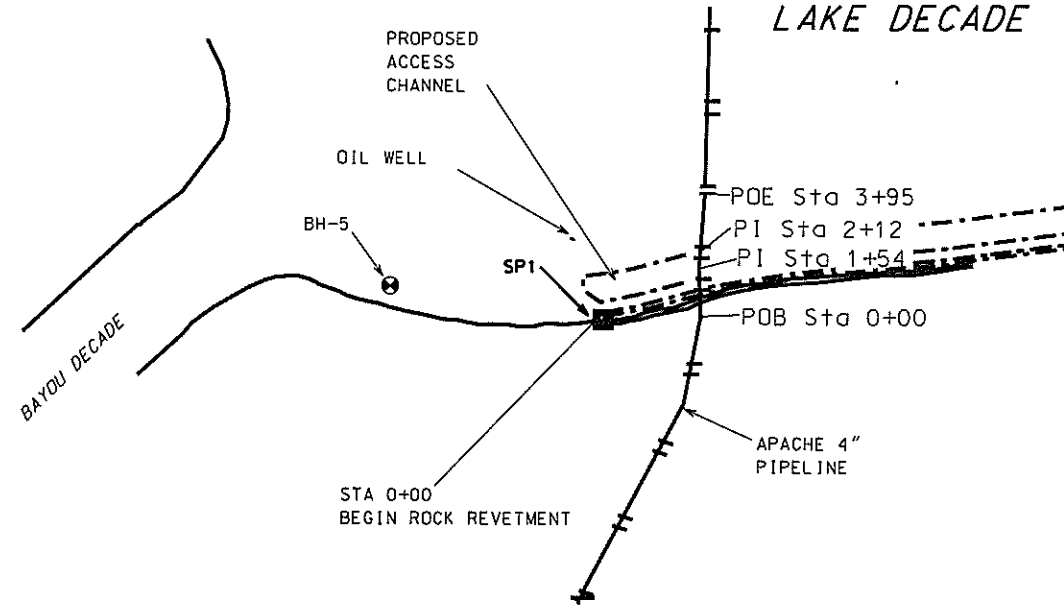 LAKE DECADE
PROPOSED
ACCESS
CHANNEL
OIL WELL
BH-5
SP1
POE Sta 3+95
PI Sta 2+12
PI Sta 1+54
POB Sta 0+00
BAYOU DECADE
APACHE 4"
PIPELINE
STA 0+00
BEGIN ROCK REVETMENT